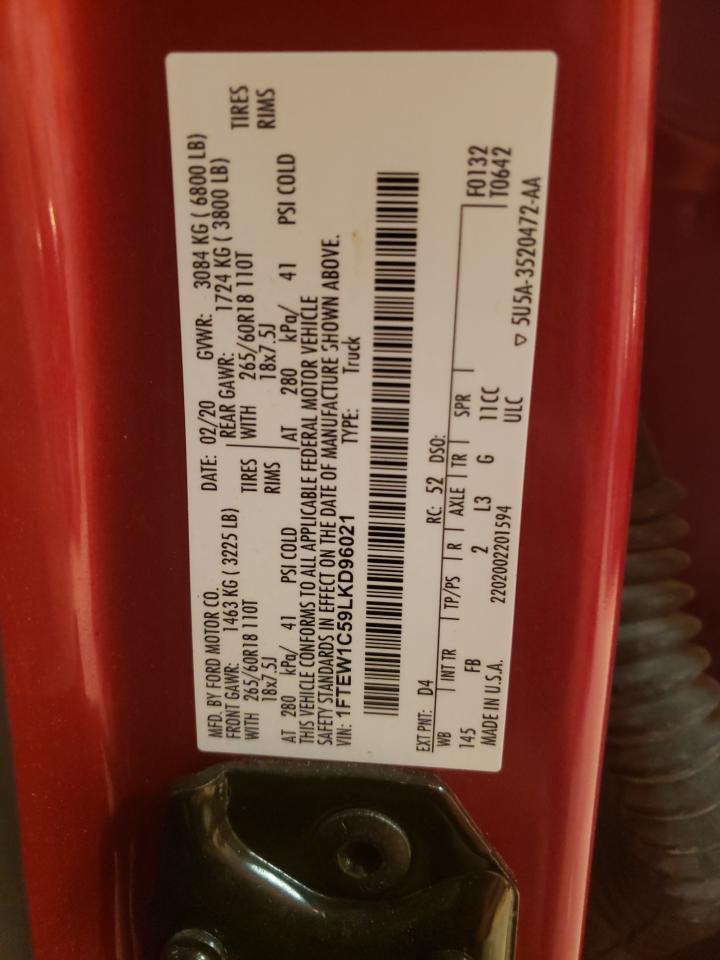 MFD. BY FORD MOTOR CO.   DATE: 02/20   GVWR: 3084 KG ( 6800 LB)
FRONT GAWR: 1463 KG ( 3225 LB)   REAR GAWR: 1724 KG ( 3800 LB)
WITH 265/60R18 110T TIRES   WITH 265/60R18 110T TIRES
18x7.5J RIMS   18x7.5J RIMS
AT 280 kPa/ 41 PSI COLD   AT 280 kPa/ 41 PSI COLD
THIS VEHICLE CONFORMS TO ALL APPLICABLE FEDERAL MOTOR VEHICLE
SAFETY STANDARDS IN EFFECT ON THE DATE OF MANUFACTURE SHOWN ABOVE.
VIN: 1FTEW1C59LKD96021   TYPE: Truck
EXT PNT: D4   RC: 52   DSO:
WB | INT TR | TP/PS | R | AXLE | TR | SPR   F0132
145   FB   2   L3   G   11CC   T0642
MADE IN U.S.A.   2202002201594   ULC
▽ 5U5A-3520472-AA